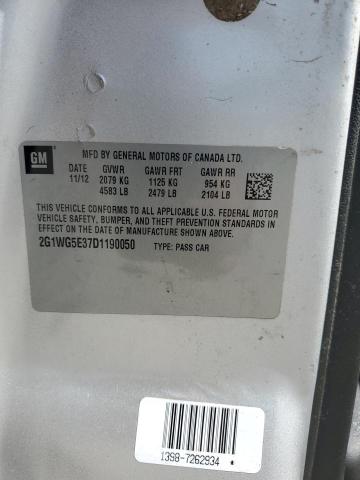 GM
MFD BY GENERAL MOTORS OF CANADA LTD.
DATE GVWR GAWR FRT GAWR RR
11/12 2079 KG 1125 KG 954 KG
4583 LB 2479 LB 2104 LB
THIS VEHICLE CONFORMS TO ALL APPLICABLE U.S. FEDERAL MOTOR
VEHICLE SAFETY, BUMPER, AND THEFT PREVENTION STANDARDS IN
EFFECT ON THE DATE OF MANUFACTURE SHOWN ABOVE.
2G1WG5E37D1190050 TYPE: PASS CAR
1398-7262934